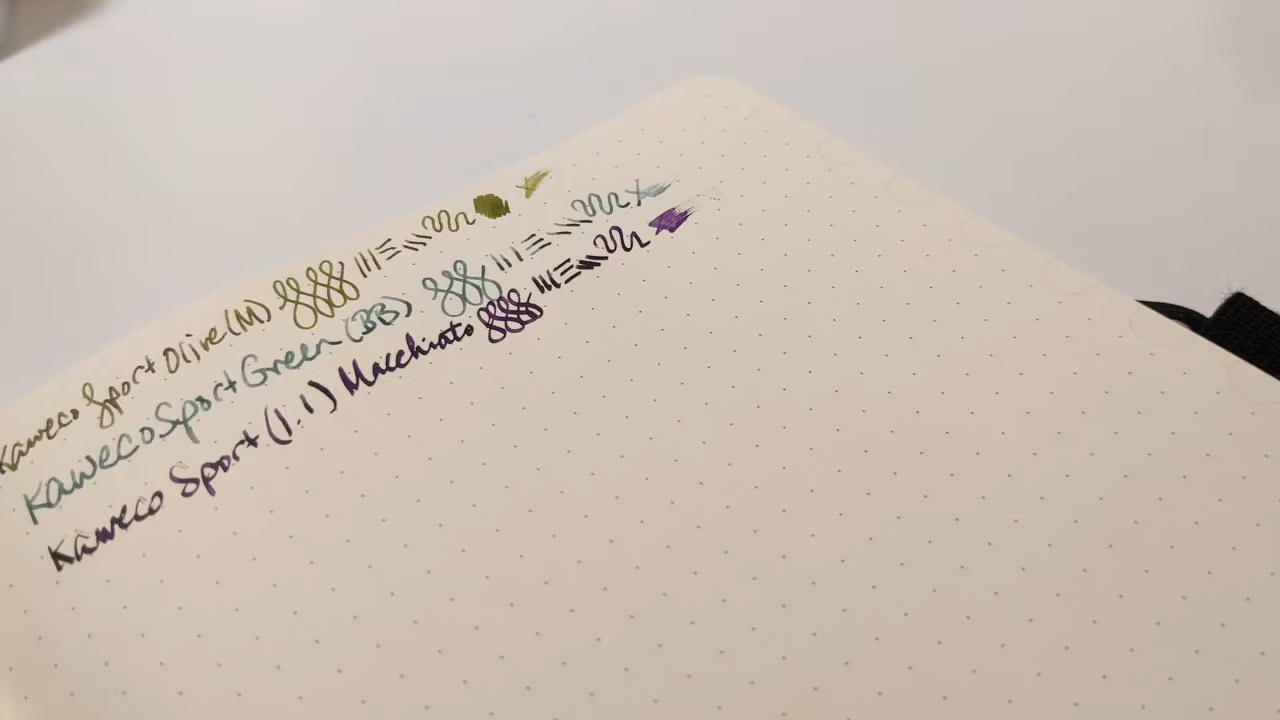 Kaweco Sport Olive (M)
Kaweco Sport Green (BB)
Kaweco Sport (1.1) Macchiato